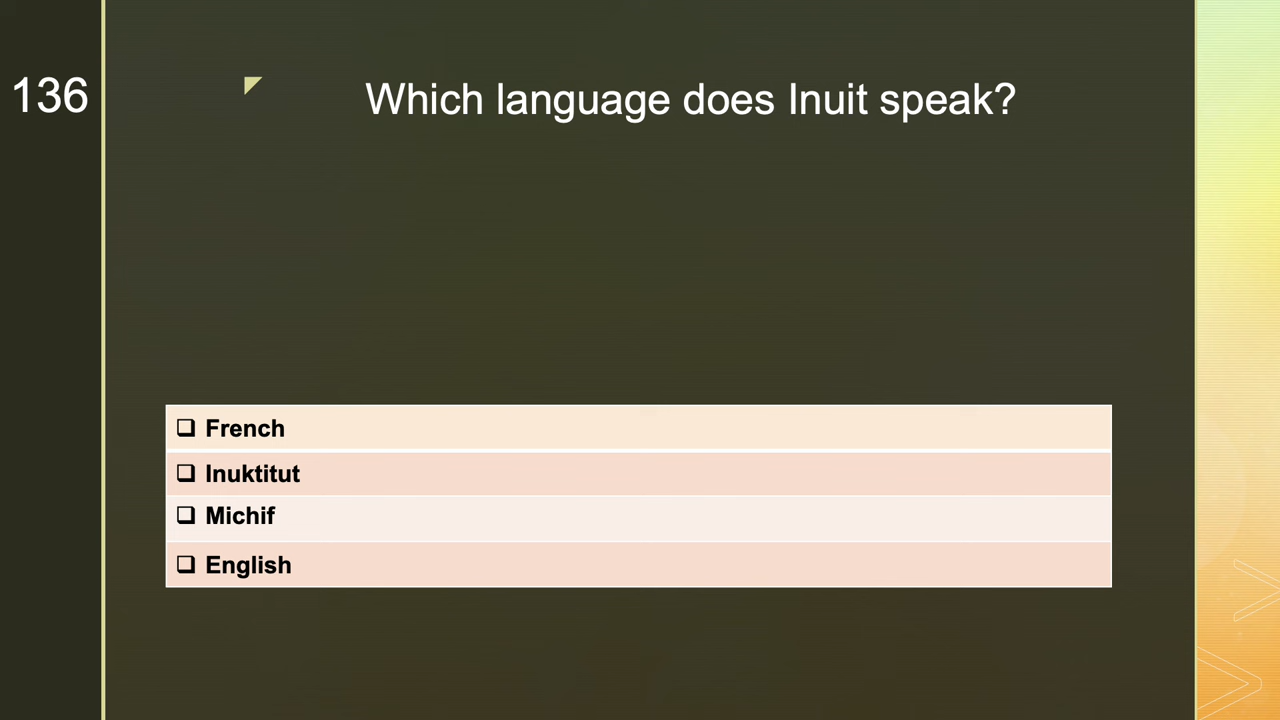 136
Which language does Inuit speak?
❑ French
❑ Inuktitut
❑ Michif
❑ English